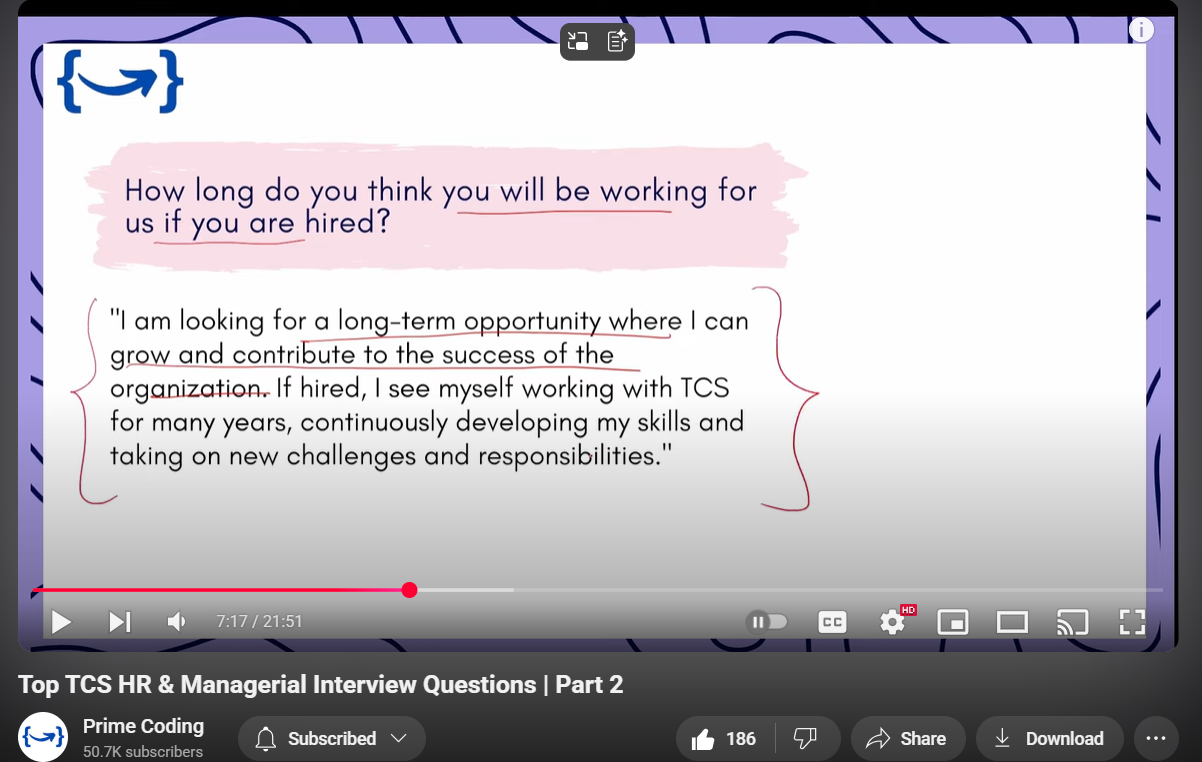 How long do you think you will be working for
us if you are hired?
"I am looking for a long-term opportunity where I can
grow and contribute to the success of the
organization. If hired, I see myself working with TCS
for many years, continuously developing my skills and
taking on new challenges and responsibilities."
7:17 / 21:51
CC
HD
Top TCS HR & Managerial Interview Questions | Part 2
Prime Coding
50.7K subscribers
Subscribed
186
Share
Download